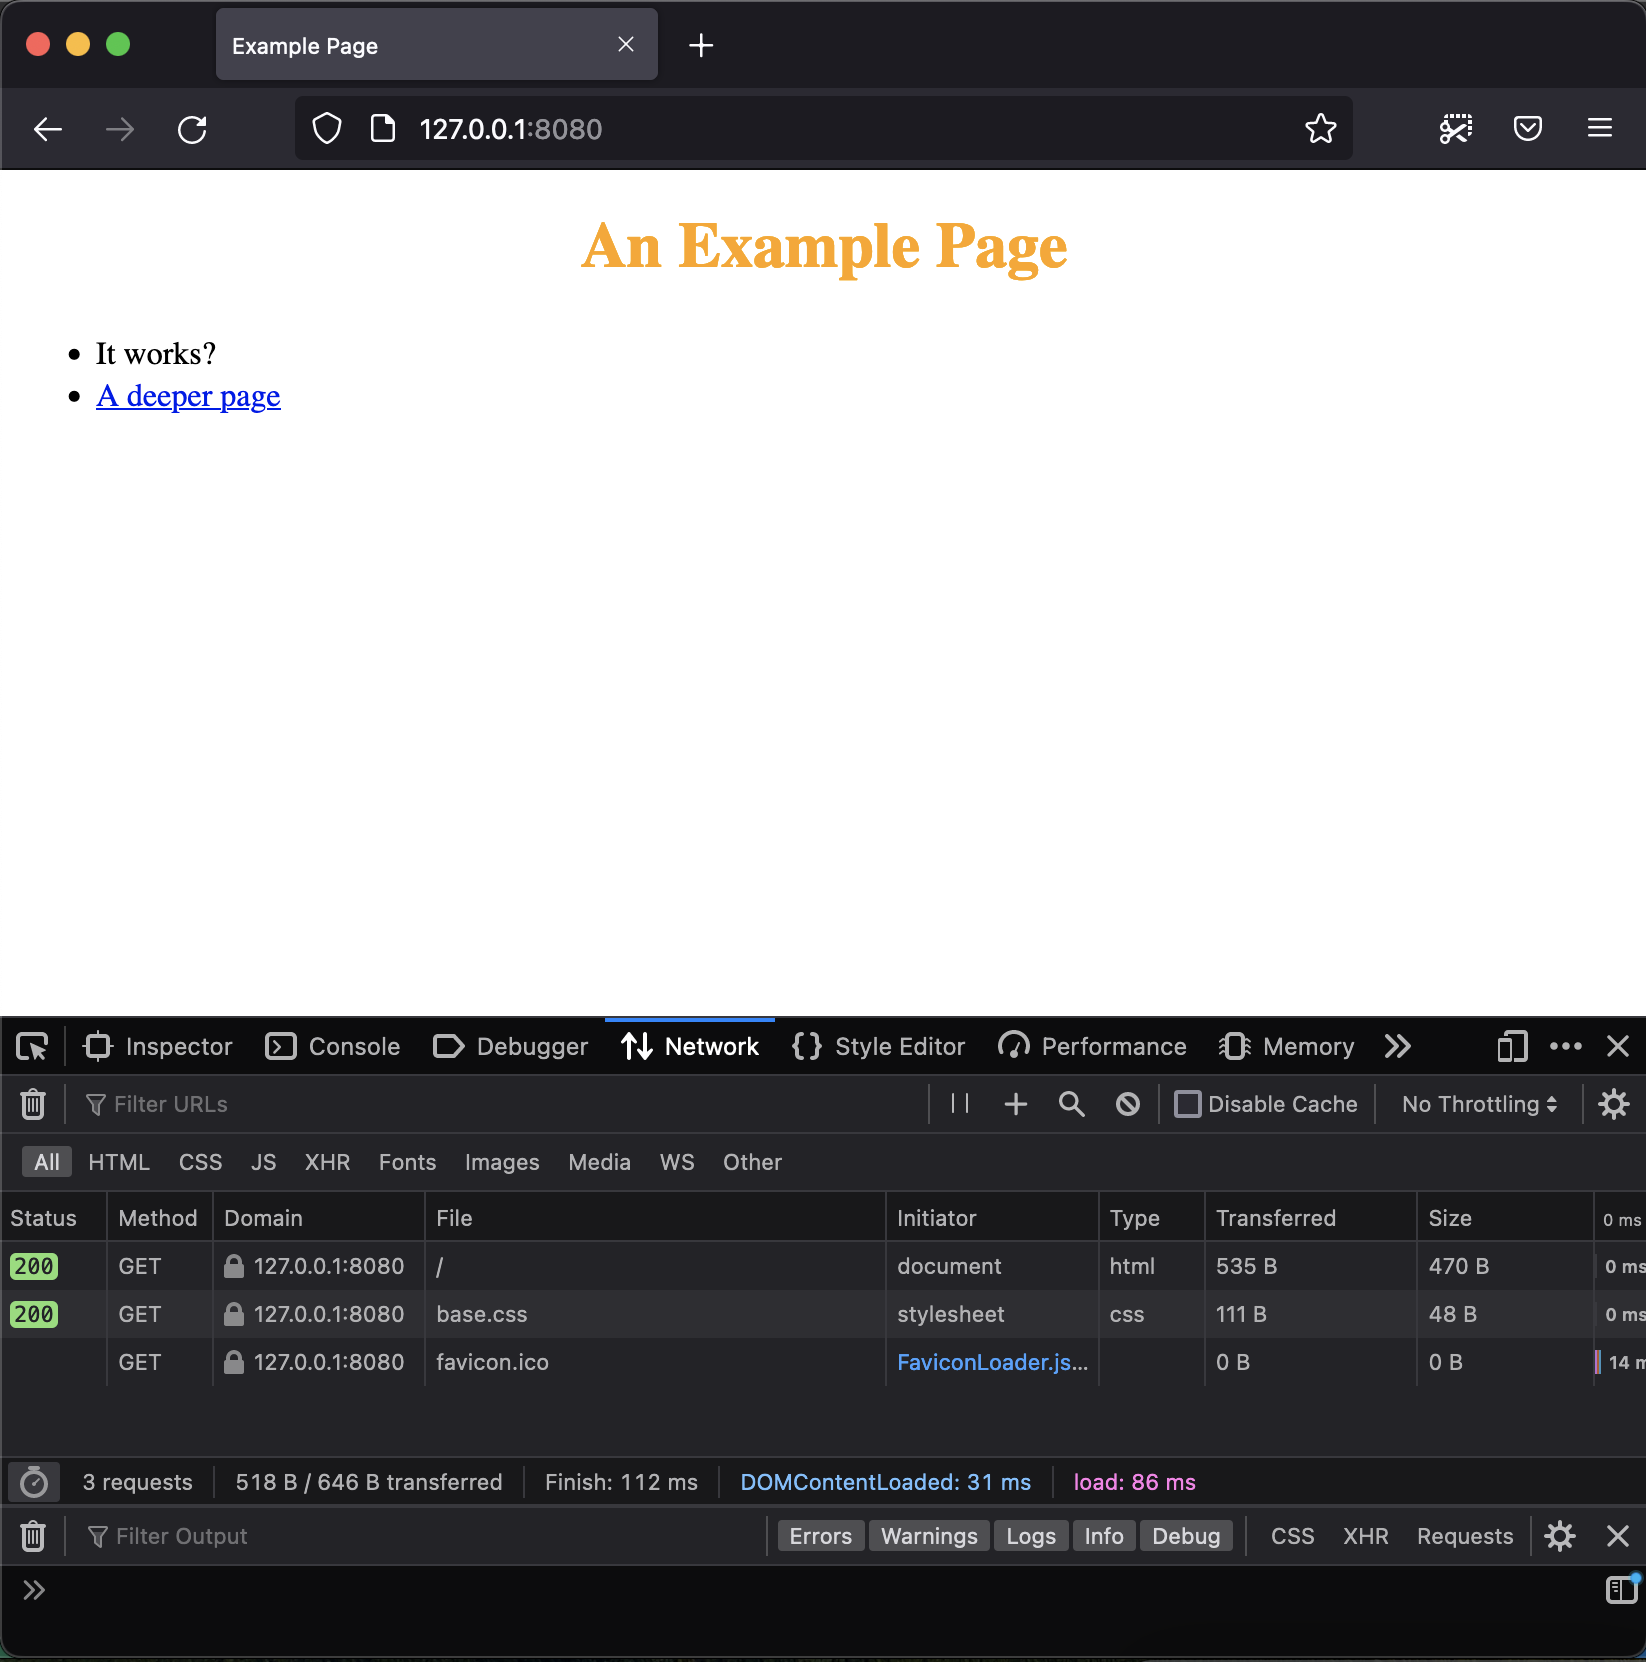 Example Page
127.0.0.1:8080
An Example Page
It works?
A deeper page
Inspector Console Debugger Network Style Editor Performance Memory
Filter URLs Disable Cache No Throttling
All HTML CSS JS XHR Fonts Images Media WS Other
Status Method Domain File Initiator Type Transferred Size 0 ms
200 GET 127.0.0.1:8080 / document html 535 B 470 B 0 ms
200 GET 127.0.0.1:8080 base.css stylesheet css 111 B 48 B 0 ms
GET 127.0.0.1:8080 favicon.ico FaviconLoader.js... 0 B 0 B 14 m
3 requests 518 B / 646 B transferred Finish: 112 ms DOMContentLoaded: 31 ms load: 86 ms
Filter Output Errors Warnings Logs Info Debug CSS XHR Requests